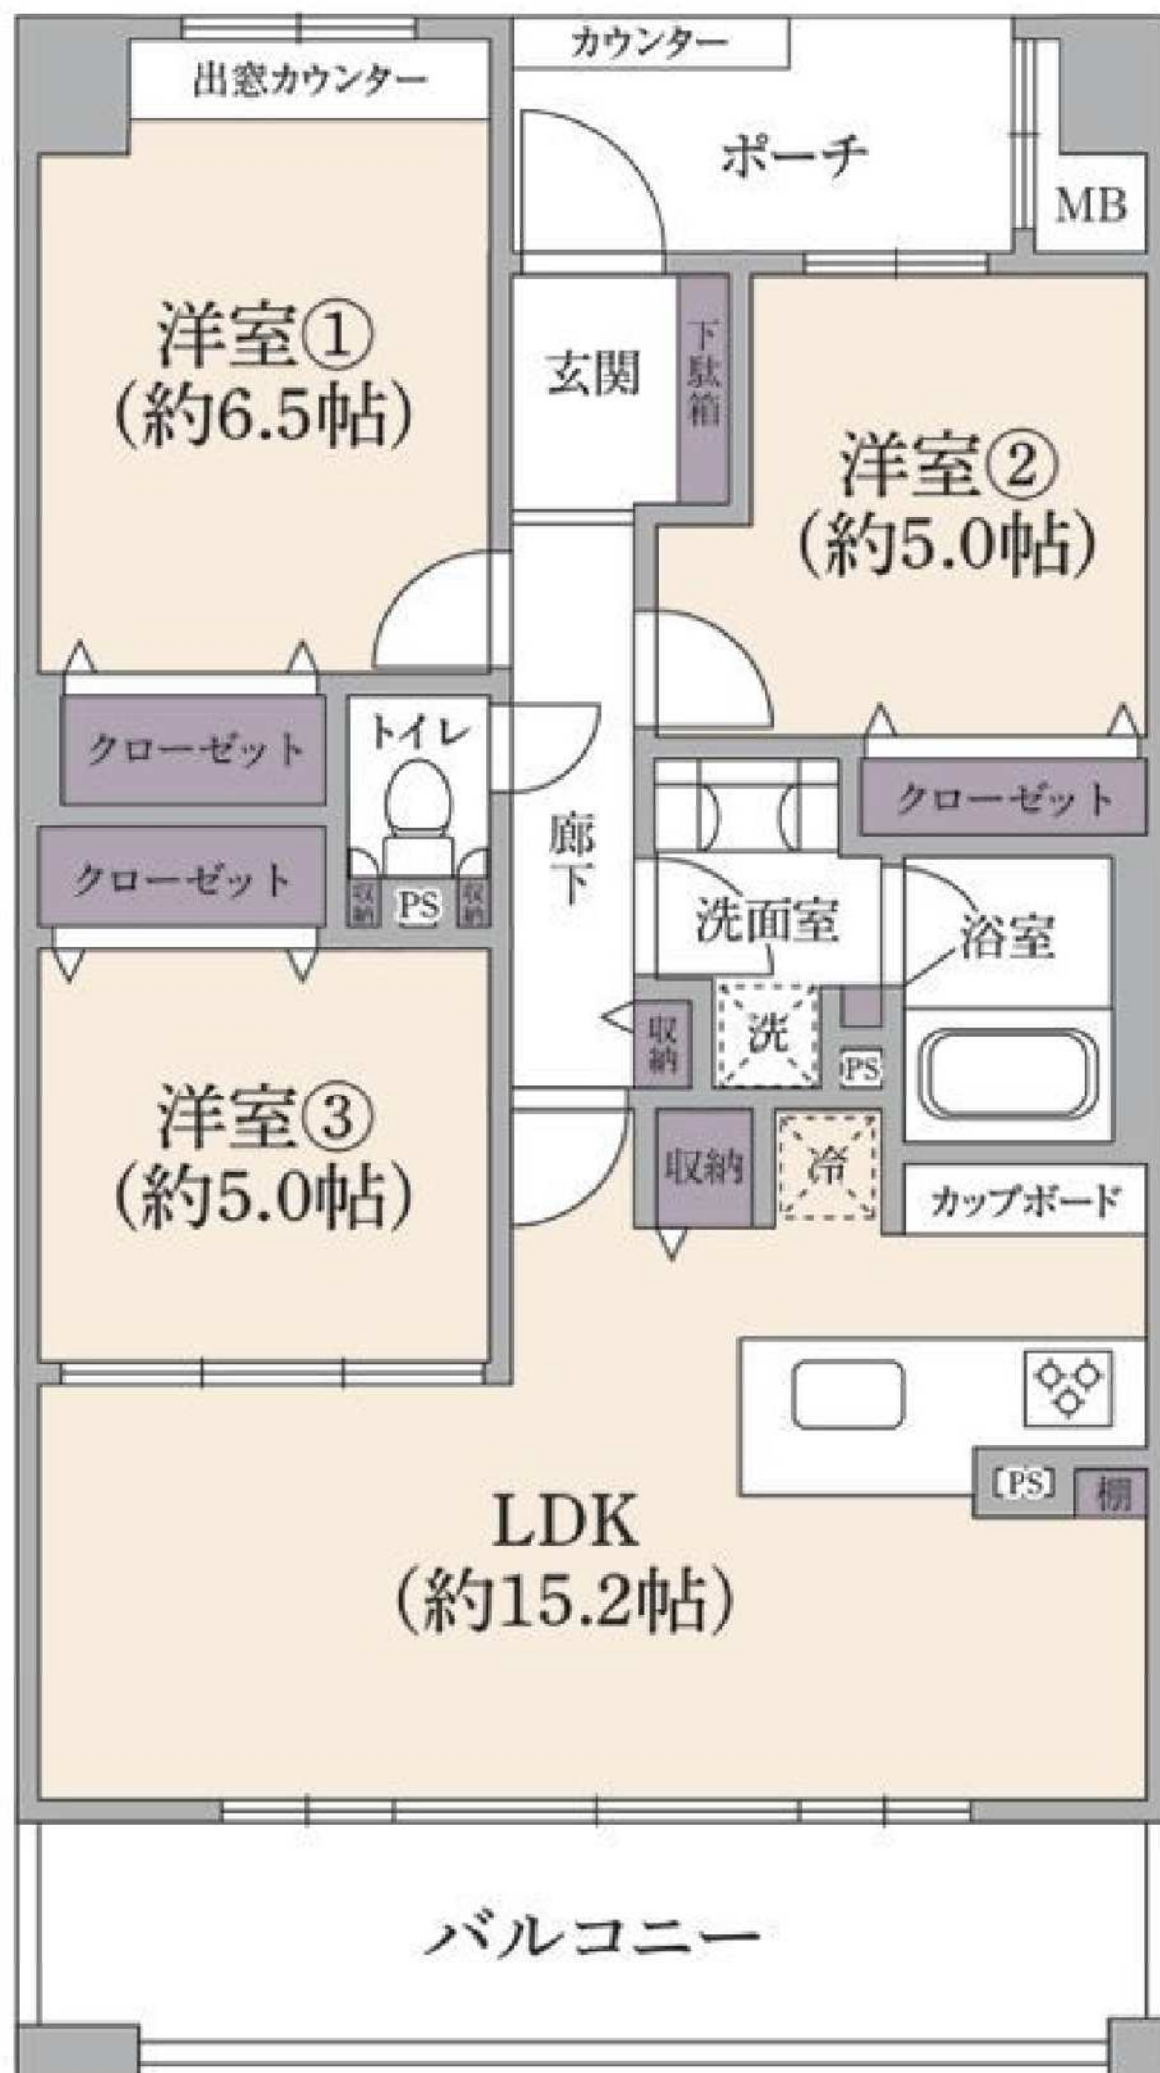 カウンター
出窓カウンター
ポーチ
MB
洋室①
(約6.5帖)
玄関
下駄箱
洋室②
(約5.0帖)
クローゼット
トイレ
クローゼット
廊下
クローゼット
収納
PS
収納
洗面室
浴室
収納
洗
PS
洋室③
(約5.0帖)
収納
冷
カップボード
PS
棚
LDK
(約15.2帖)
バルコニー